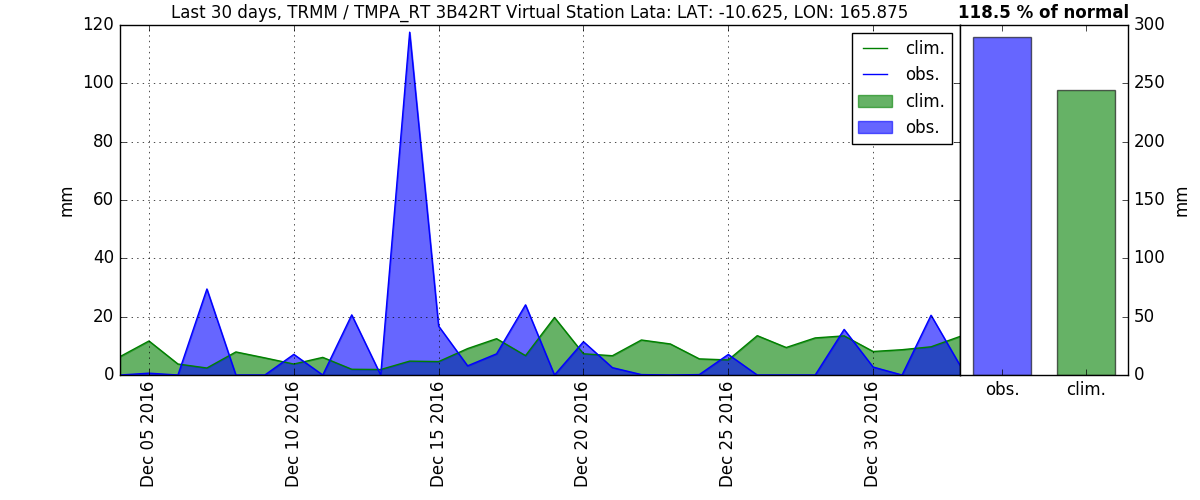 Last 30 days, TRMM / TMPA_RT 3B42RT Virtual Station Lata: LAT: -10.625, LON: 165.875
118.5 % of normal
120
100
80
60
40
20
0
mm
clim.
obs.
clim.
obs.
Dec 05 2016
Dec 10 2016
Dec 15 2016
Dec 20 2016
Dec 25 2016
Dec 30 2016
300
250
200
150
100
50
0
mm
obs.
clim.